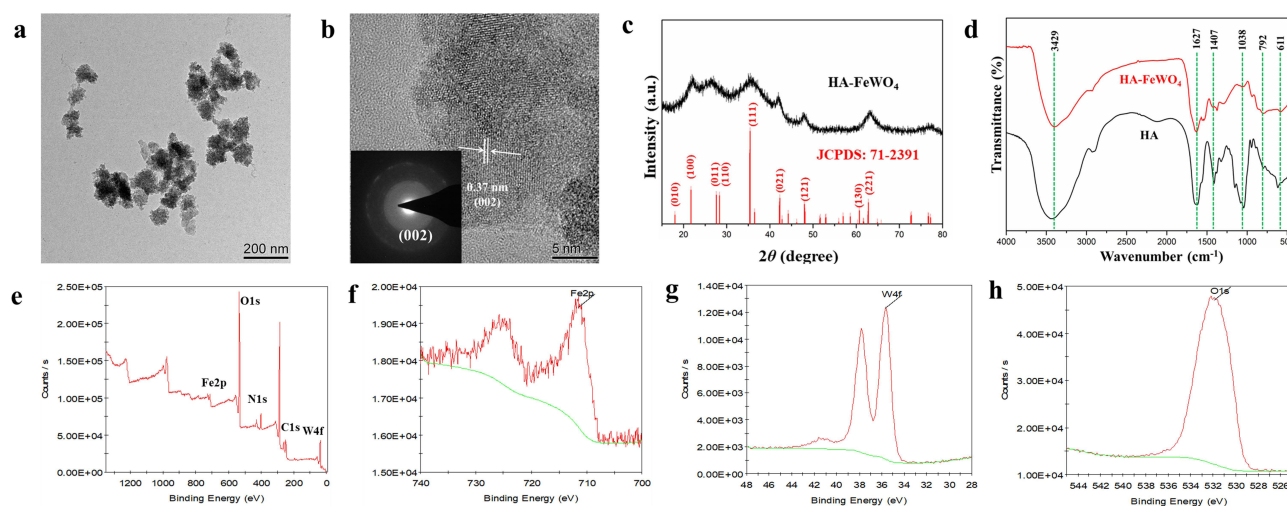 a
200 nm
b
0.37 nm
(002)
(002)
5 nm
c
Intensity (a.u.)
HA-FeWO₄
JCPDS: 71-2391
(010)
(100)
(011)
(110)
(111)
(021)
(121)
(130)
(221)
20 30 40 50 60 70 80
2θ (degree)
d
Transmittance (%)
3429
1627
1407
1038
792
611
HA-FeWO₄
HA
4000 3500 3000 2500 2000 1500 1000
Wavenumber (cm⁻¹)
e
Counts / s
2.50E+05
2.00E+05
1.50E+05
1.00E+05
5.00E+04
0.00E+00
O1s
Fe2p
N1s
C1s
W4f
1200 1000 800 600 400 200 0
Binding Energy (eV)
f
Counts / s
2.00E+04
1.90E+04
1.80E+04
1.70E+04
1.60E+04
1.50E+04
Fe2p
740 730 720 710 700
Binding Energy (eV)
g
Counts / s
1.40E+04
1.20E+04
1.00E+04
8.00E+03
6.00E+03
4.00E+03
2.00E+03
0.00E+00
W4f
48 46 44 42 40 38 36 34 32 30 28
Binding Energy (eV)
h
Counts / s
5.00E+04
4.00E+04
3.00E+04
2.00E+04
1.00E+04
O1s
544 542 540 538 536 534 532 530 528 526
Binding Energy (eV)